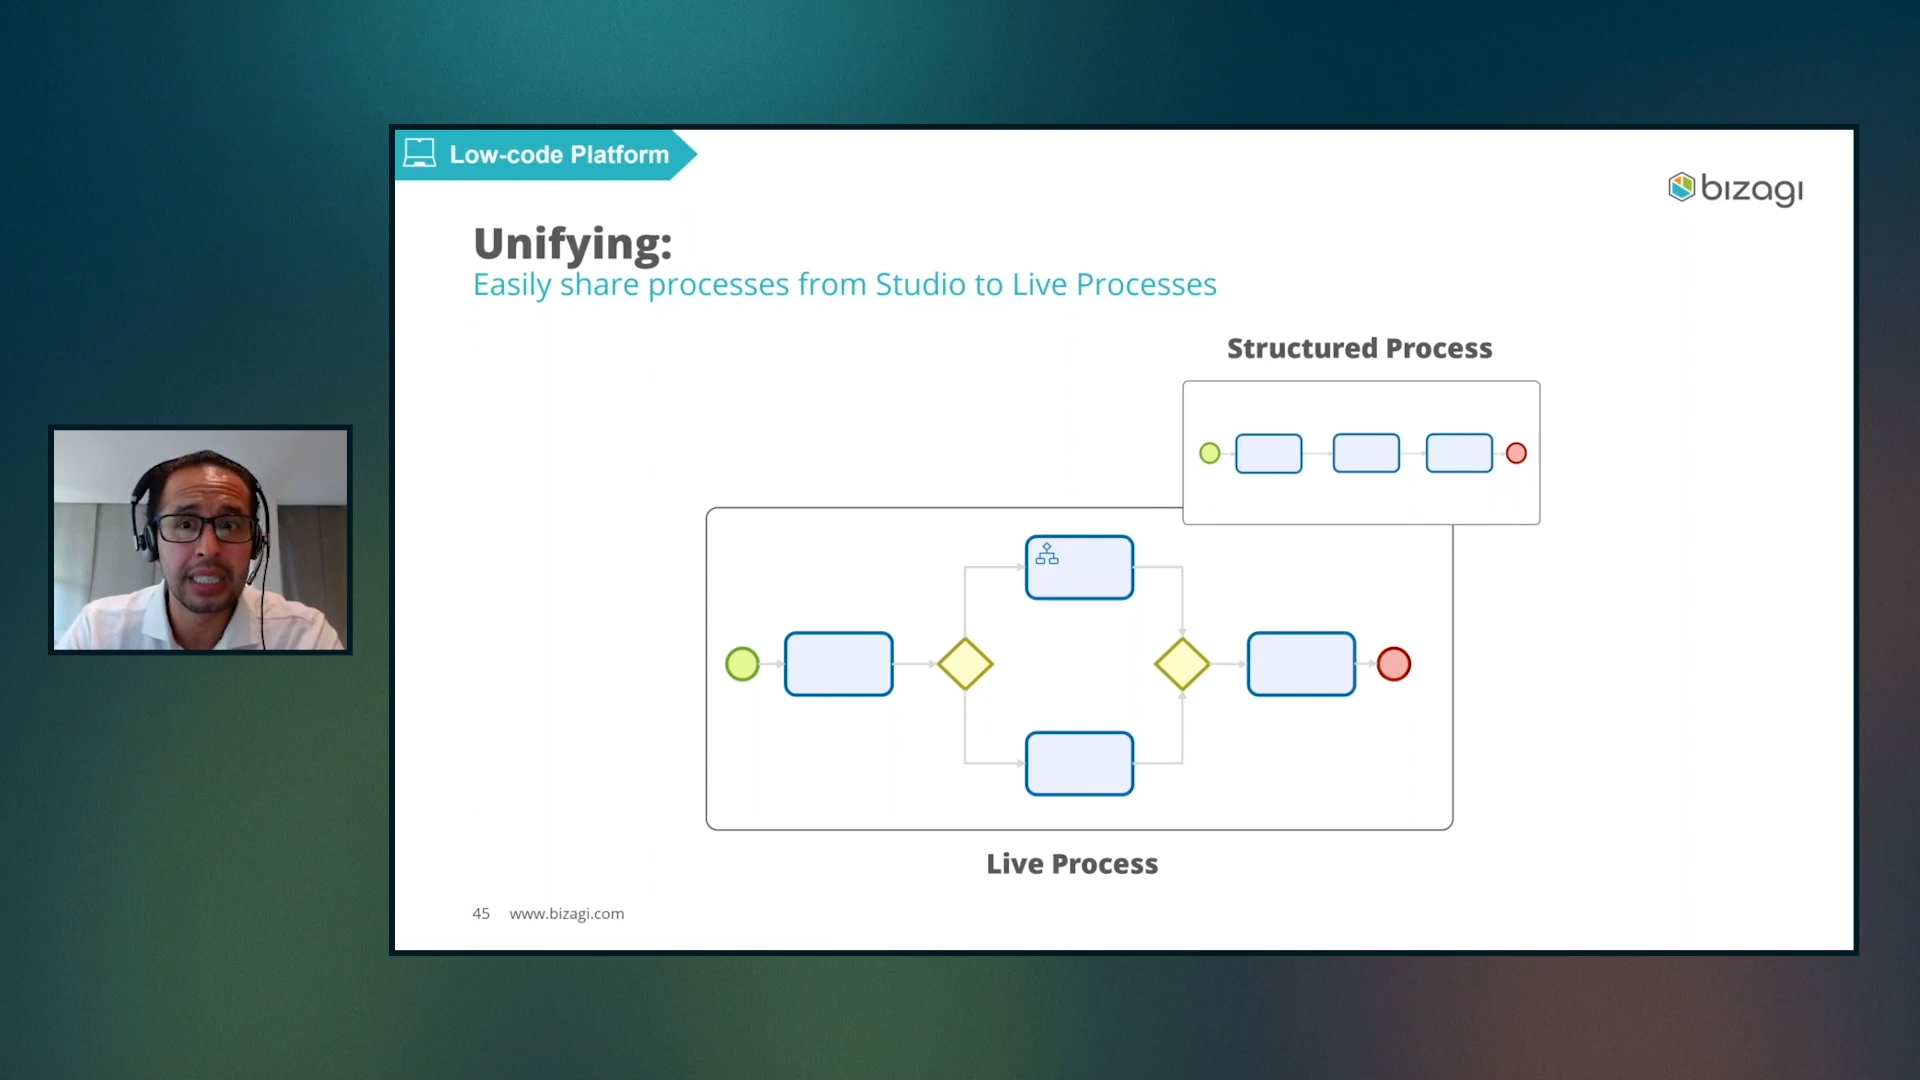 Low-code Platform
bizagi
Unifying:
Easily share processes from Studio to Live Processes
Structured Process
Live Process
45 www.bizagi.com